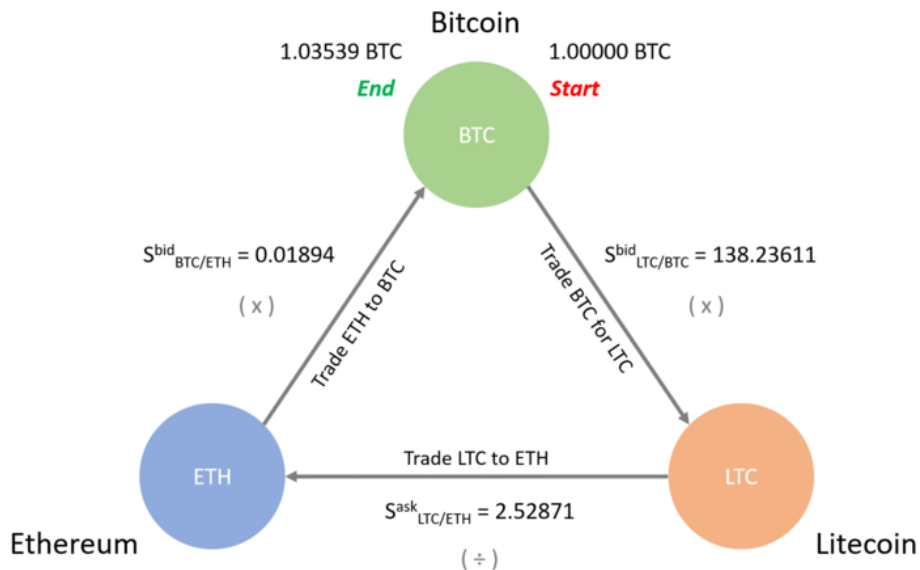 Bitcoin
1.03539 BTC
1.00000 BTC
End
Start
BTC
S^bid_BTC/ETH = 0.01894
( x )
Trade ETH to BTC
Trade BTC for LTC
S^bid_LTC/BTC = 138.23611
( x )
ETH
Trade LTC to ETH
LTC
S^ask_LTC/ETH = 2.52871
( ÷ )
Ethereum
Litecoin